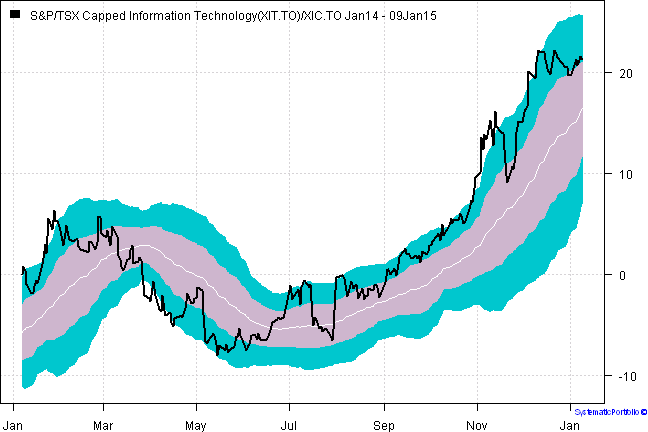 S&P/TSX Capped Information Technology(XIT.TO)/XIC.TO Jan14 - 09Jan15
20
10
0
-10
Jan Mar May Jul Sep Nov Jan
SystematicPortfolio ©